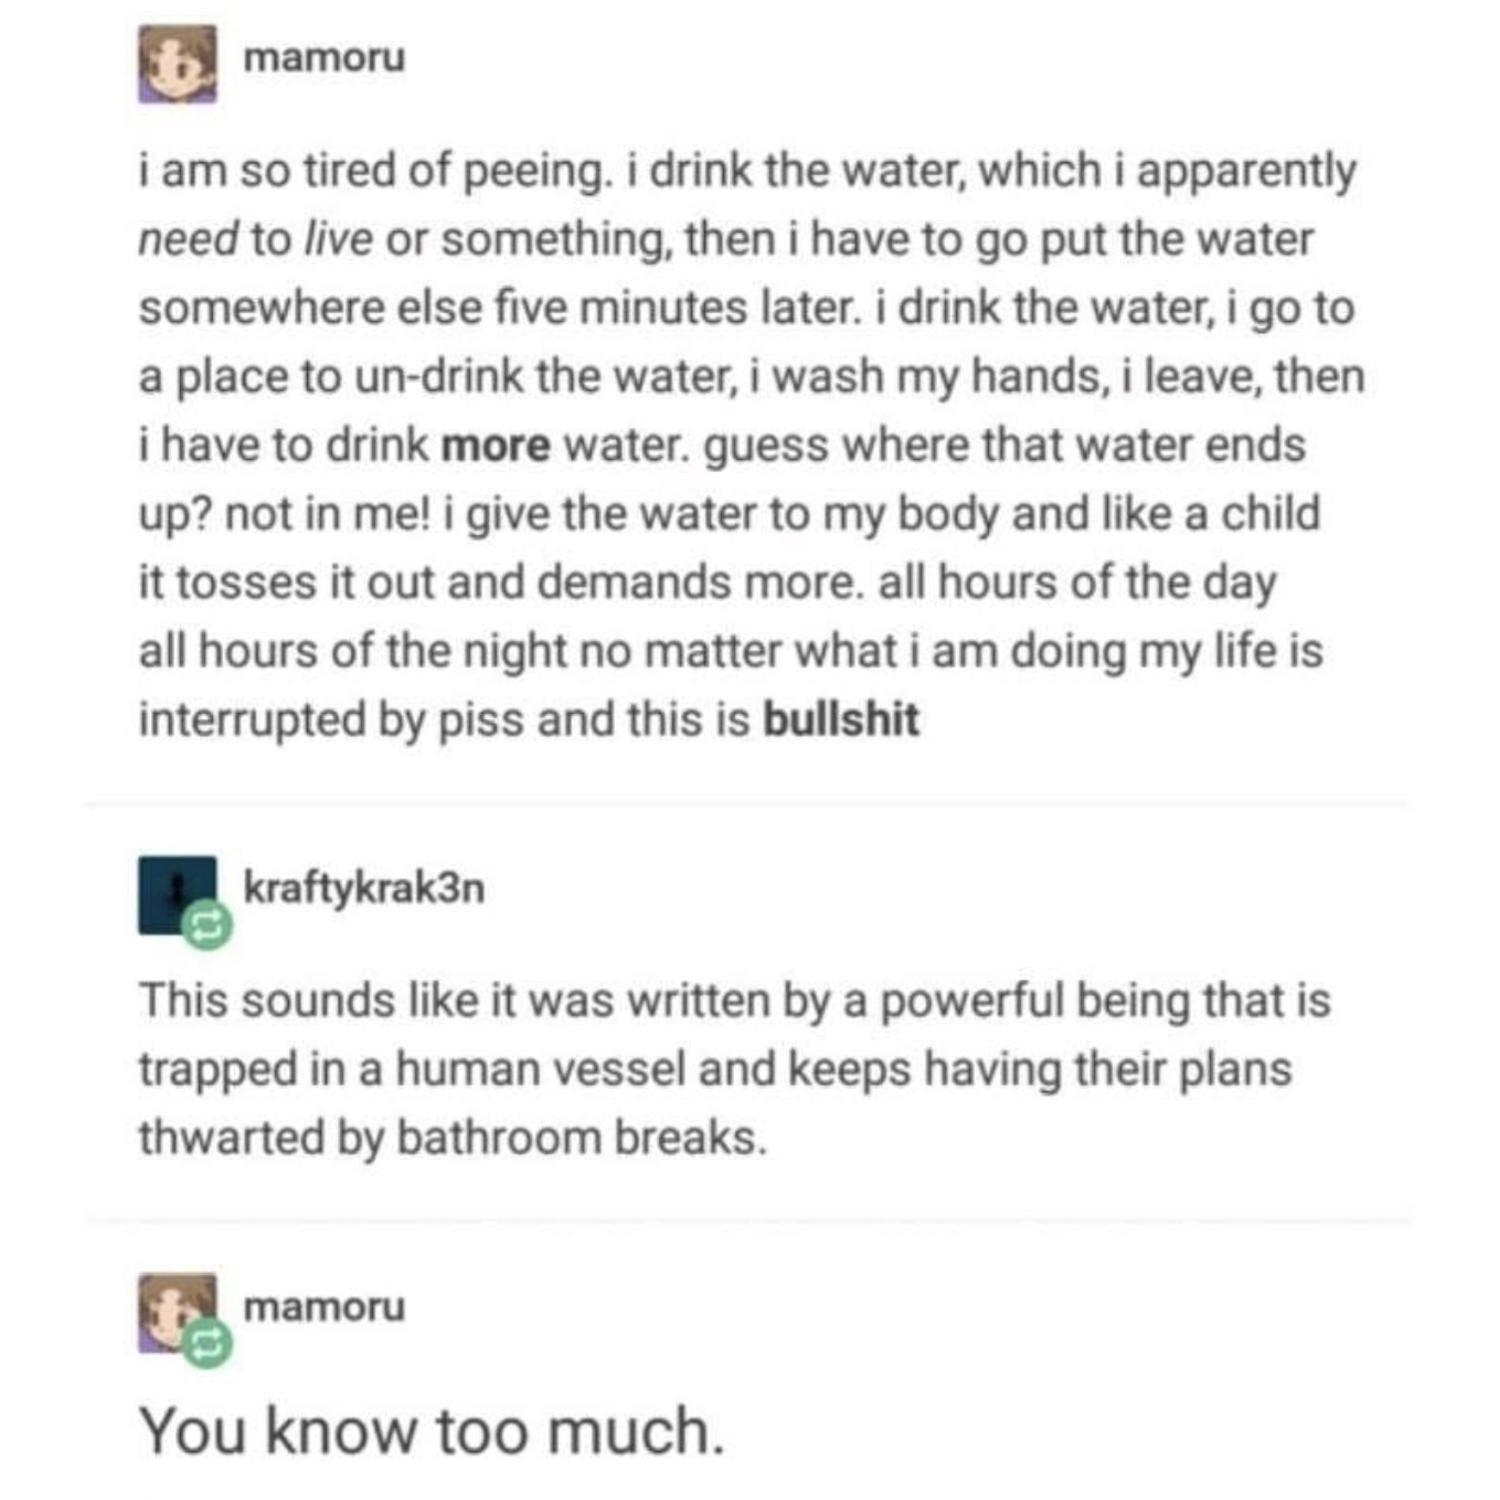 mamoru
i am so tired of peeing. i drink the water, which i apparently
need to live or something, then i have to go put the water
somewhere else five minutes later. i drink the water, i go to
a place to un-drink the water, i wash my hands, i leave, then
i have to drink more water. guess where that water ends
up? not in me! i give the water to my body and like a child
it tosses it out and demands more. all hours of the day
all hours of the night no matter what i am doing my life is
interrupted by piss and this is bullshit
kraftykrak3n
This sounds like it was written by a powerful being that is
trapped in a human vessel and keeps having their plans
thwarted by bathroom breaks.
mamoru
You know too much.